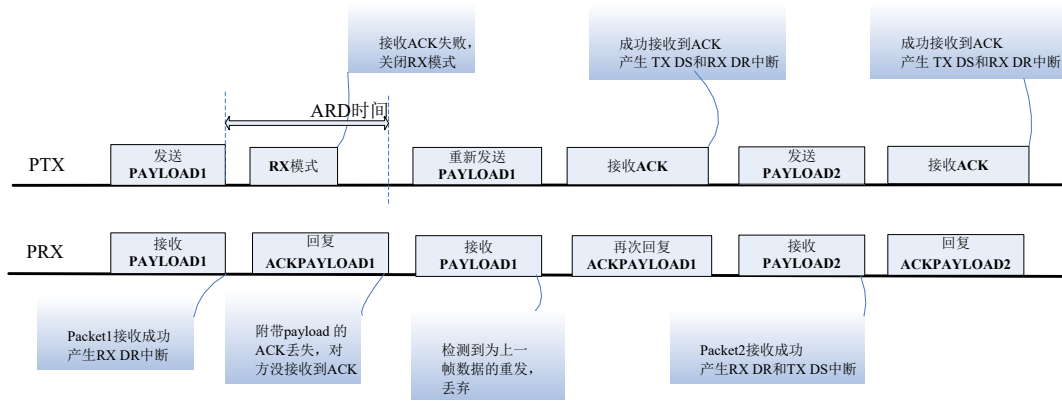 接收ACK失败，
关闭RX模式
成功接收到ACK
产生 TX DS和RX DR中断
成功接收到ACK
产生 TX DS和RX DR中断
ARD时间
PTX
发送
PAYLOAD1
RX模式
重新发送
PAYLOAD1
接收ACK
发送
PAYLOAD2
接收ACK
PRX
接收
PAYLOAD1
回复
ACKPAYLOAD1
接收
PAYLOAD1
再次回复
ACKPAYLOAD1
接收
PAYLOAD2
回复
ACKPAYLOAD2
Packet1接收成功
产生RX DR中断
附带payload 的
ACK丢失，对
方没接收到ACK
检测到为上一
帧数据的重发，
丢弃
Packet2接收成功
产生RX DR和TX DS中断